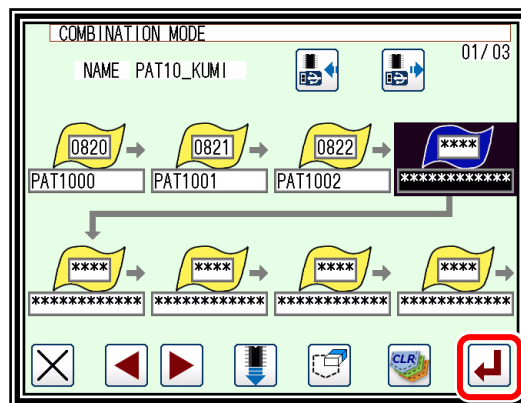 COMBINATION MODE
NAME PAT10_KUMI
01/03
0820 0821 0822 ****
PAT1000 PAT1001 PAT1002 ************
**** **** **** ****
************ ************ ************ ************
CLR